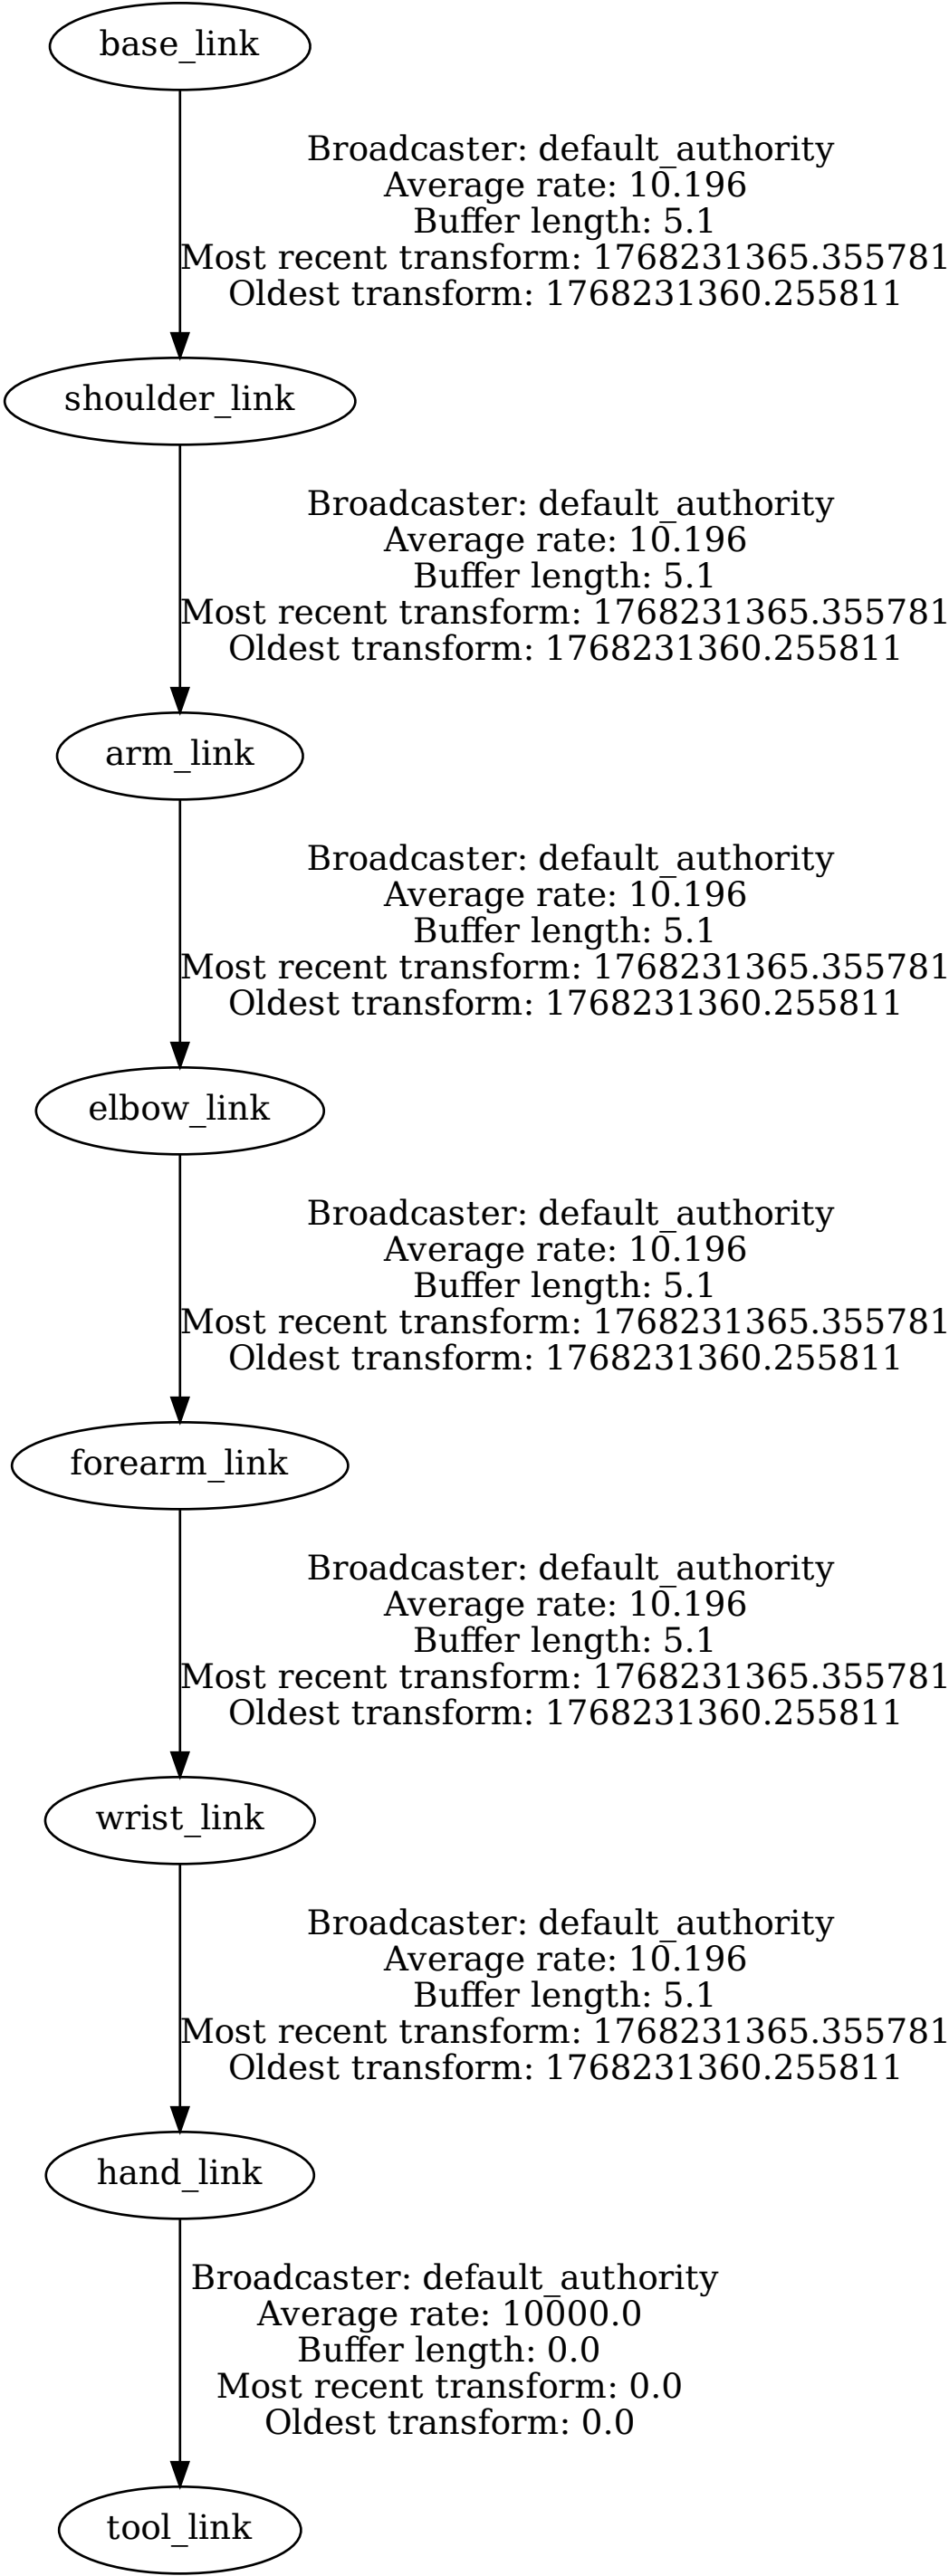 base_link
Broadcaster: default_authority
Average rate: 10.196
Buffer length: 5.1
Most recent transform: 1768231365.355781
Oldest transform: 1768231360.255811
shoulder_link
Broadcaster: default_authority
Average rate: 10.196
Buffer length: 5.1
Most recent transform: 1768231365.355781
Oldest transform: 1768231360.255811
arm_link
Broadcaster: default_authority
Average rate: 10.196
Buffer length: 5.1
Most recent transform: 1768231365.355781
Oldest transform: 1768231360.255811
elbow_link
Broadcaster: default_authority
Average rate: 10.196
Buffer length: 5.1
Most recent transform: 1768231365.355781
Oldest transform: 1768231360.255811
forearm_link
Broadcaster: default_authority
Average rate: 10.196
Buffer length: 5.1
Most recent transform: 1768231365.355781
Oldest transform: 1768231360.255811
wrist_link
Broadcaster: default_authority
Average rate: 10.196
Buffer length: 5.1
Most recent transform: 1768231365.355781
Oldest transform: 1768231360.255811
hand_link
Broadcaster: default_authority
Average rate: 10000.0
Buffer length: 0.0
Most recent transform: 0.0
Oldest transform: 0.0
tool_link